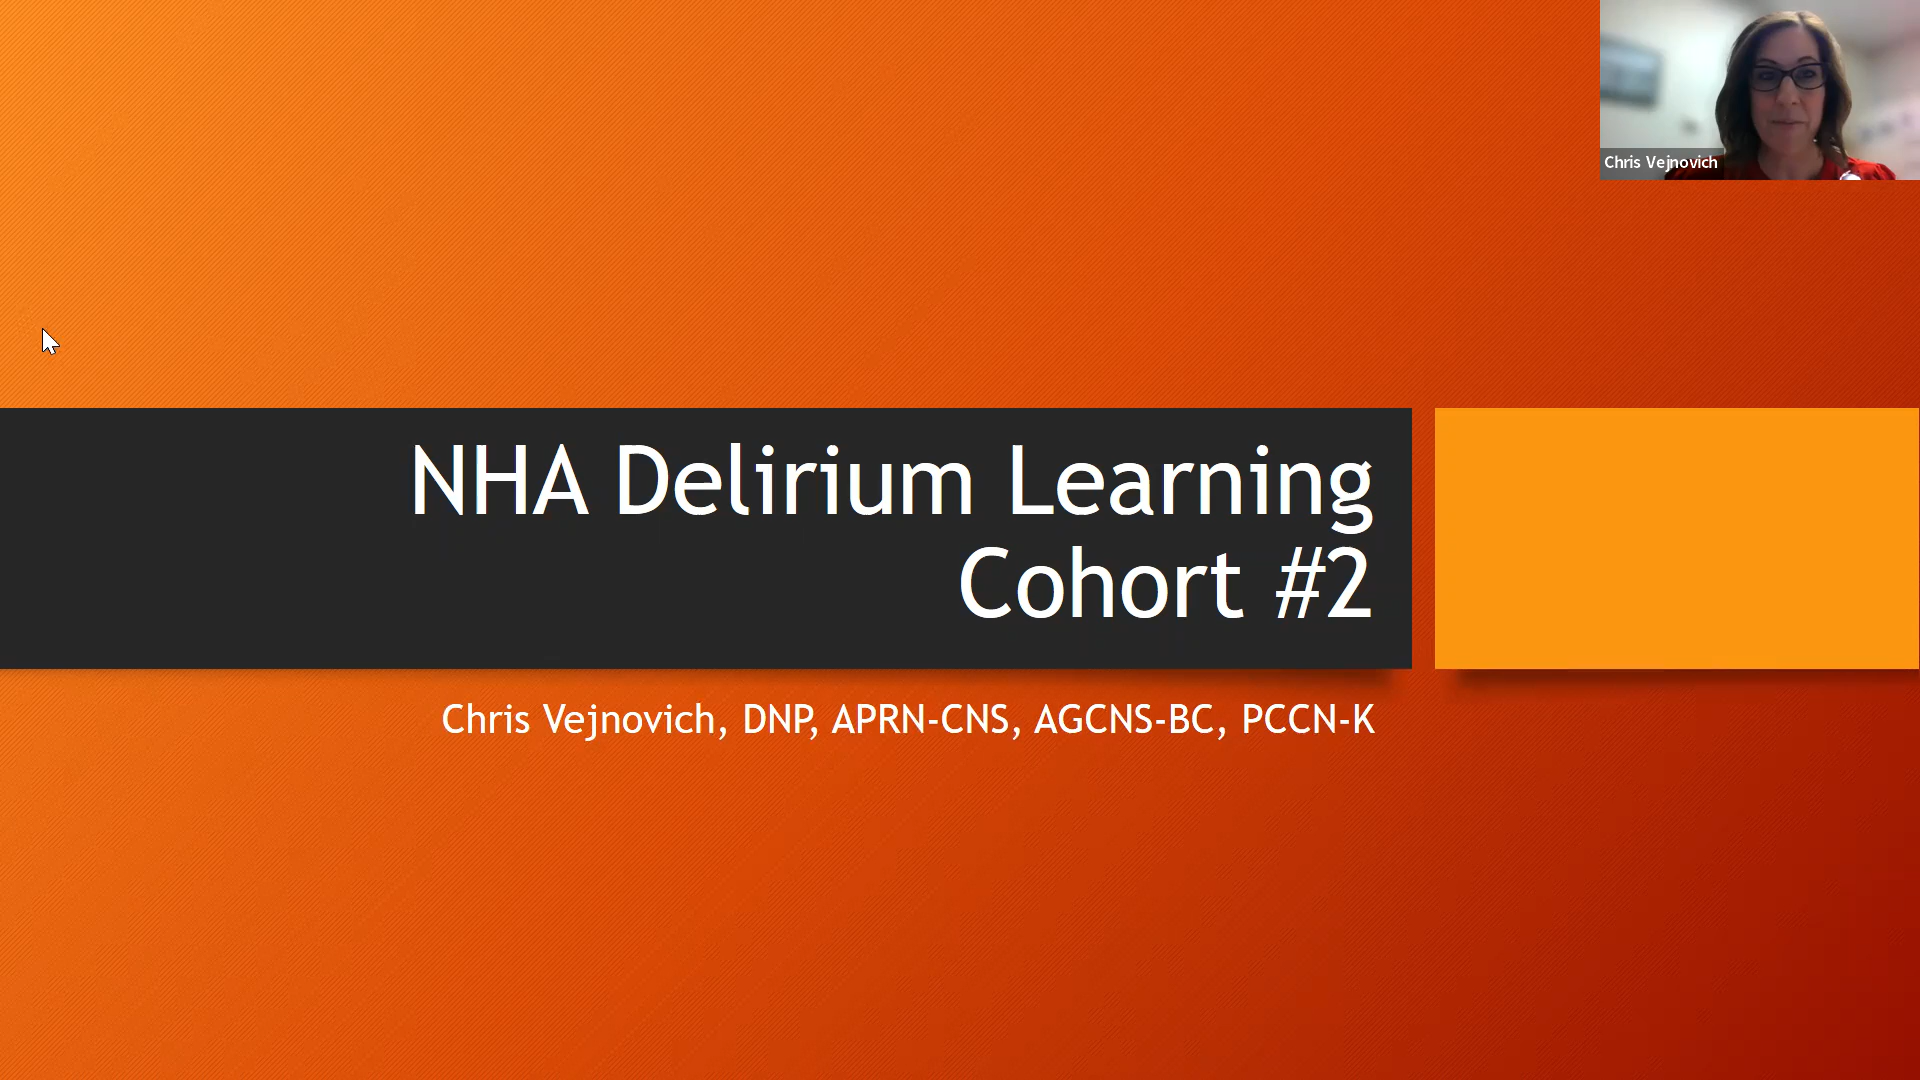 Chris Vejnovich
NHA Delirium Learning
Cohort #2
Chris Vejnovich, DNP, APRN-CNS, AGCNS-BC, PCCN-K